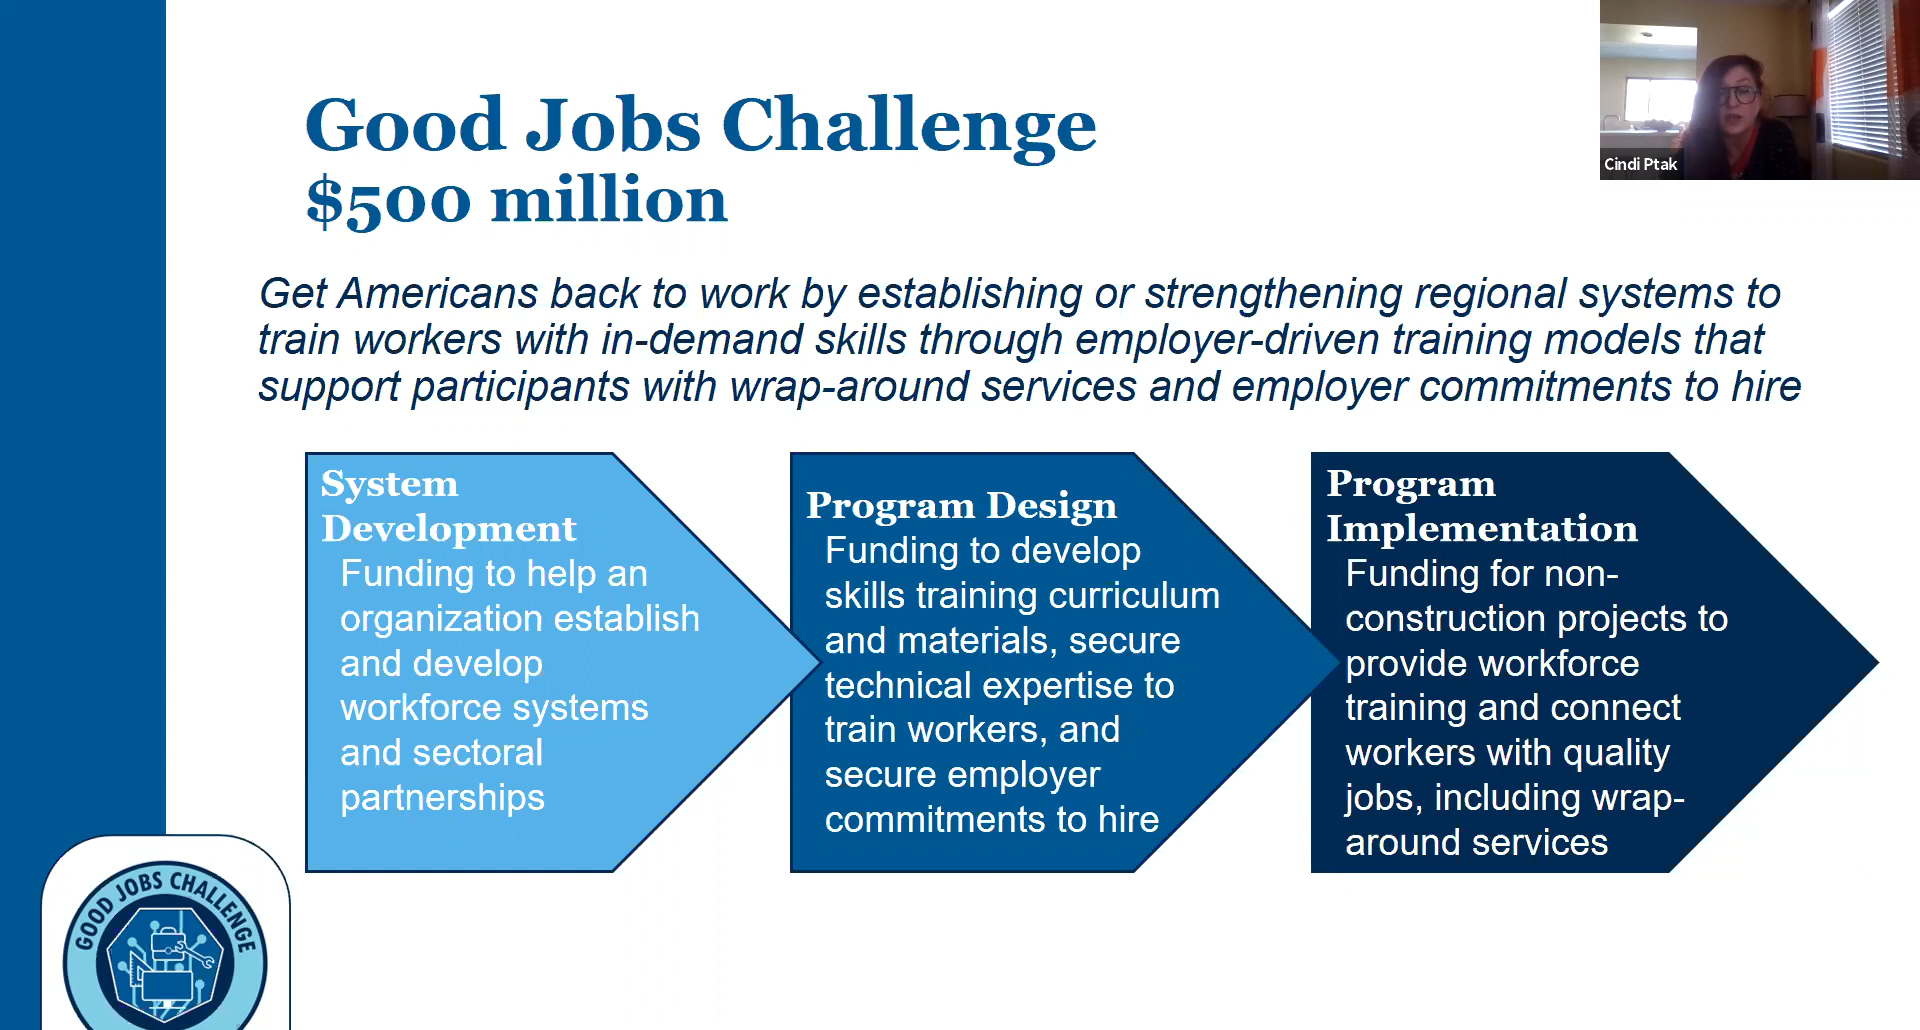 Good Jobs Challenge
$500 million
Cindi Ptak
Get Americans back to work by establishing or strengthening regional systems to
train workers with in-demand skills through employer-driven training models that
support participants with wrap-around services and employer commitments to hire
System
Development
Funding to help an
organization establish
and develop
workforce systems
and sectoral
partnerships
Program Design
Funding to develop
skills training curriculum
and materials, secure
technical expertise to
train workers, and
secure employer
commitments to hire
Program
Implementation
Funding for non-
construction projects to
provide workforce
training and connect
workers with quality
jobs, including wrap-
around services
GOOD JOBS CHALLENGE